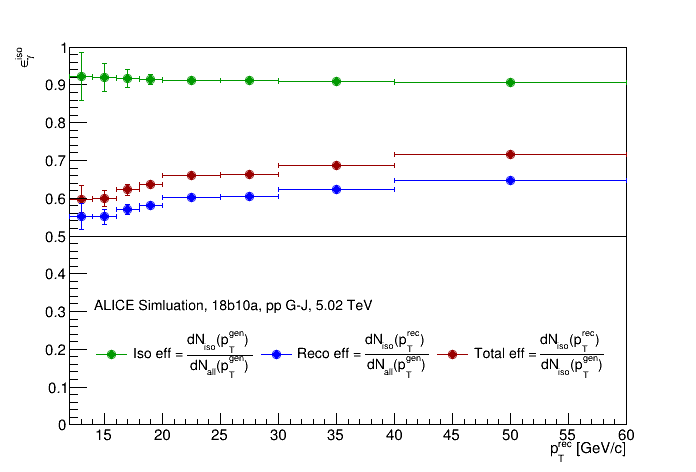 ϵ_γ^iso
1
0.9
0.8
0.7
0.6
0.5
0.4
0.3
0.2
0.1
0
ALICE Simluation, 18b10a, pp G-J, 5.02 TeV
Iso eff = dN_iso(p_T^gen) / dN_all(p_T^gen) Reco eff = dN_iso(p_T^rec) / dN_all(p_T^gen) Total eff = dN_iso(p_T^rec) / dN_iso(p_T^gen)
15 20 25 30 35 40 45 50 55 60
p_T^rec [GeV/c]